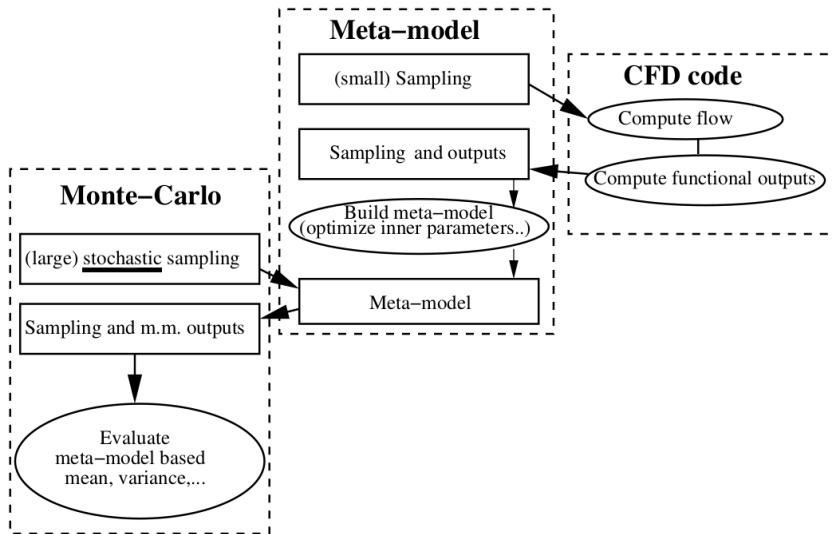 Meta−model
(small) Sampling
Sampling and outputs
Build meta−model
(optimize inner parameters..)
Meta−model
CFD code
Compute flow
Compute functional outputs
Monte−Carlo
(large) stochastic sampling
Sampling and m.m. outputs
Evaluate
meta−model based
mean, variance,...